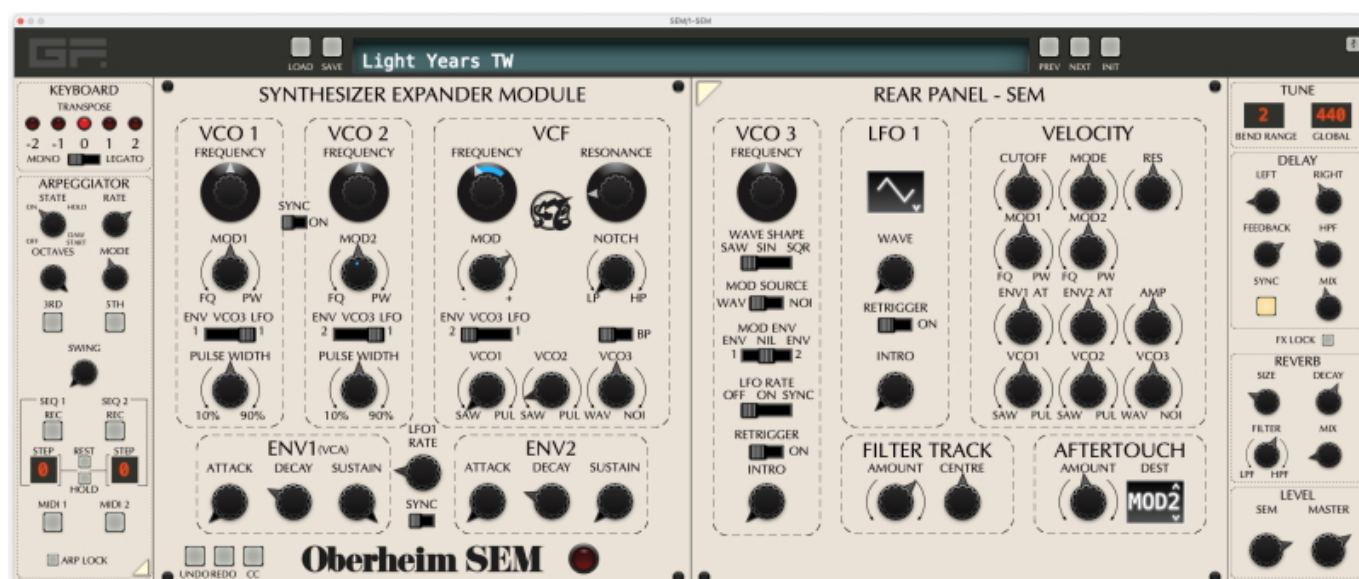 SEM/1-SEM
GF.
LOAD SAVE
Light Years TW
PREV NEXT INIT
KEYBOARD
TRANSPOSE
-2 -1 0 1 2
MONO LEGATO
ARPEGGIATOR
STATE RATE
ON HOLD
OFF DAW START
OCTAVES MODE
3RD 5TH
SWING
SEQ 1 SEQ 2
REC REC
STEP REST STEP
0 0
HOLD
MIDI 1 MIDI 2
ARP LOCK
SYNTHESIZER EXPANDER MODULE
VCO 1
FREQUENCY
MOD1
FQ PW
ENV VCO3 LFO
1 1
PULSE WIDTH
10% 90%
SYNC
ON
VCO 2
FREQUENCY
MOD2
FQ PW
ENV VCO3 LFO
2 1
PULSE WIDTH
10% 90%
VCF
FREQUENCY RESONANCE
MOD NOTCH
- + LP HP
ENV VCO3 LFO
2 1
BP
VCO1 VCO2 VCO3
SAW PUL SAW PUL WAV NOI
ENV1 (VCA)
ATTACK DECAY SUSTAIN
LFO1
RATE
SYNC
ENV2
ATTACK DECAY SUSTAIN
UNDO REDO CC
Oberheim SEM
REAR PANEL - SEM
VCO 3
FREQUENCY
WAVE SHAPE
SAW SIN SQR
MOD SOURCE
WAV NOI
MOD ENV
ENV NIL ENV
1 2
LFO RATE
OFF ON SYNC
RETRIGGER
ON
INTRO
LFO 1
WAVE
RETRIGGER
ON
INTRO
VELOCITY
CUTOFF MODE RES
MOD1 MOD2
FQ PW FQ PW
ENV1 AT ENV2 AT AMP
VCO1 VCO2 VCO3
SAW PUL SAW PUL WAV NOI
FILTER TRACK
AMOUNT CENTRE
AFTERTOUCH
AMOUNT DEST
MOD2
TUNE
2 440
BEND RANGE GLOBAL
DELAY
LEFT RIGHT
FEEDBACK HPF
SYNC MIX
FX LOCK
REVERB
SIZE DECAY
FILTER MIX
LPF HPF
LEVEL
SEM MASTER